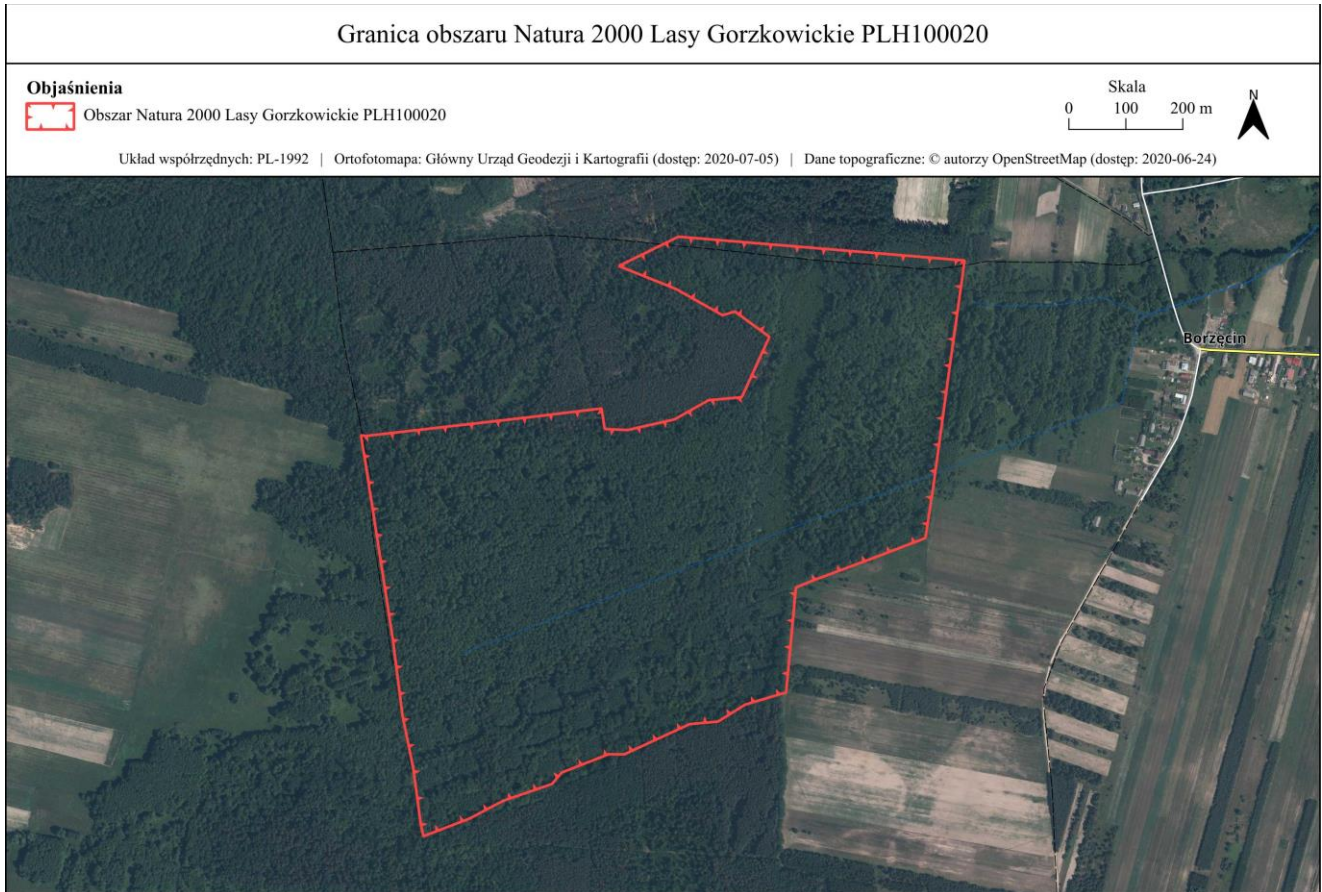 Granica obszaru Natura 2000 Lasy Gorzkowickie PLH100020
Objaśnienia
Obszar Natura 2000 Lasy Gorzkowickie PLH100020
Skala
0 100 200 m
N
Układ współrzędnych: PL-1992 | Ortofotomapa: Główny Urząd Geodezji i Kartografii (dostęp: 2020-07-05) | Dane topograficzne: © autorzy OpenStreetMap (dostęp: 2020-06-24)
Borzęcin